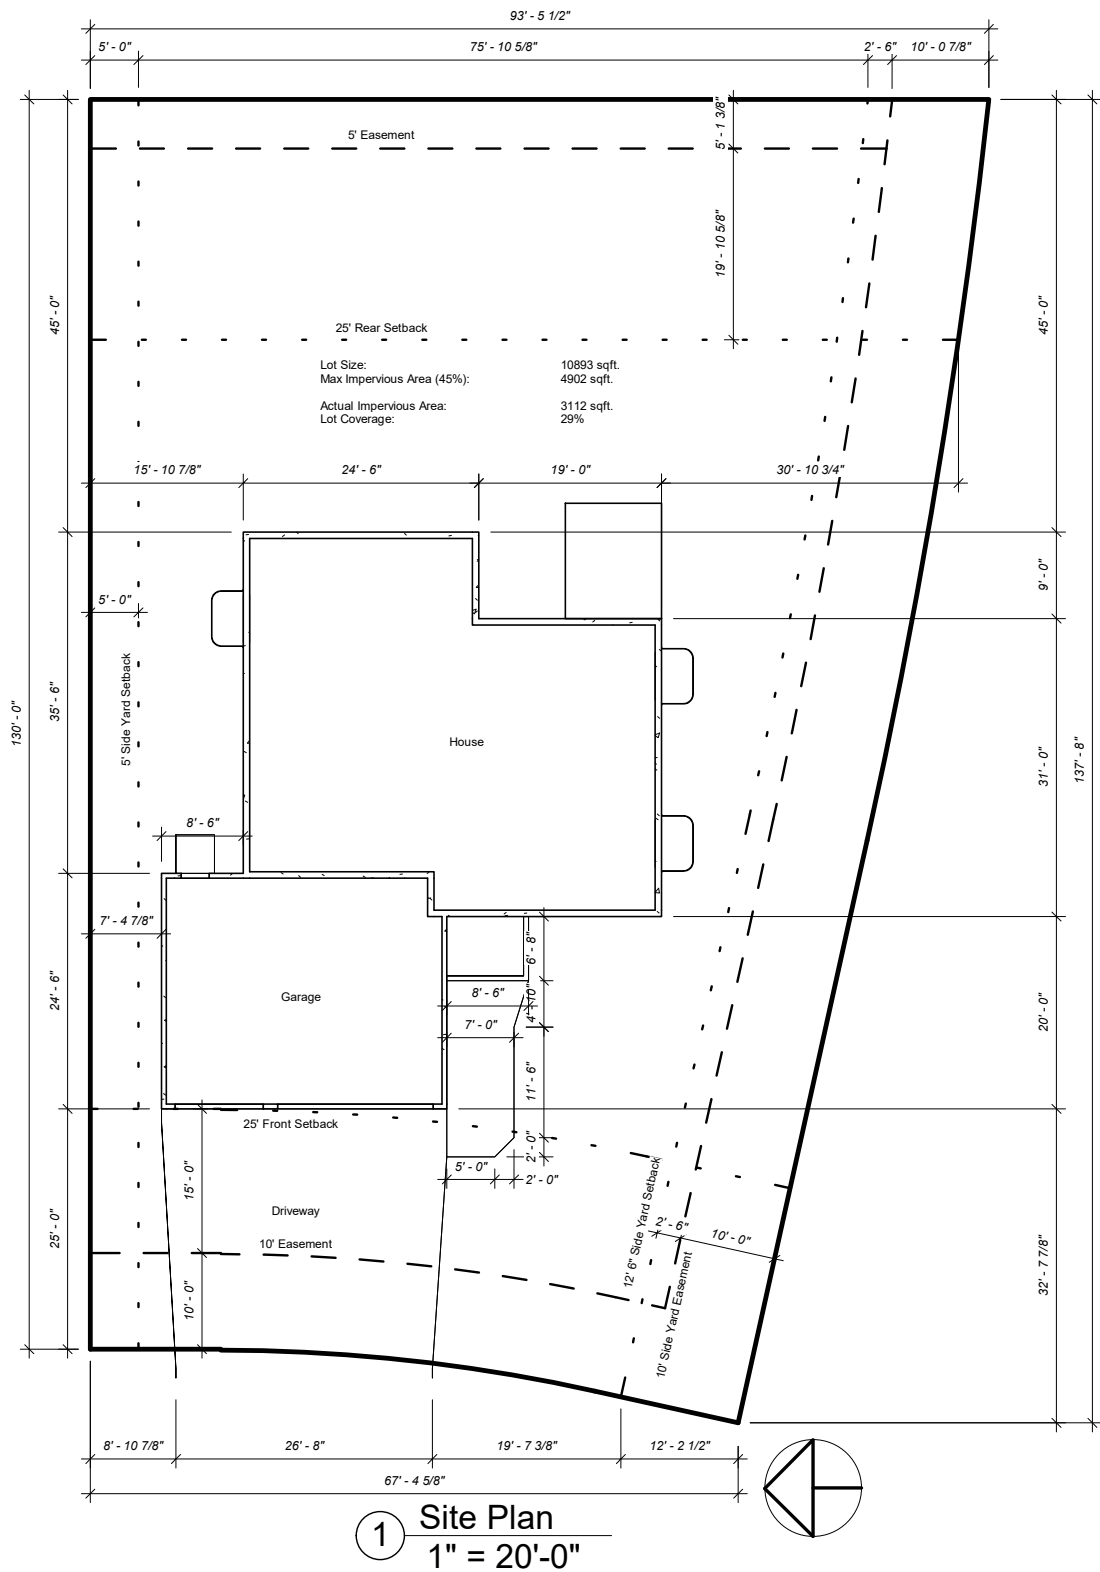 93' - 5 1/2"
5' - 0"
75' - 10 5/8"
2' - 6"
10' - 0 7/8"
5' - 1 3/8"
5' Easement
19' - 10 5/8"
45' - 0"
45' - 0"
25' Rear Setback
Lot Size: 10893 sqft.
Max Impervious Area (45%): 4902 sqft.
Actual Impervious Area: 3112 sqft.
Lot Coverage: 29%
15' - 10 7/8"
24' - 6"
19' - 0"
30' - 10 3/4"
9' - 0"
5' - 0"
5' Side Yard Setback
35' - 6"
130' - 0"
House
31' - 0"
137' - 8"
8' - 6"
7' - 4 7/8"
6' - 8"
24' - 6"
Garage
8' - 6"
4' - 10"
7' - 0"
20' - 0"
11' - 6"
25' Front Setback
2' - 0"
5' - 0"
2' - 0"
15' - 0"
Driveway
12' 6" Side Yard Setback
2' - 6"
10' - 0"
25' - 0"
10' Easement
32' - 7 7/8"
10' - 0"
10' Side Yard Easement
8' - 10 7/8"
26' - 8"
19' - 7 3/8"
12' - 2 1/2"
67' - 4 5/8"
1 Site Plan
1" = 20'-0"